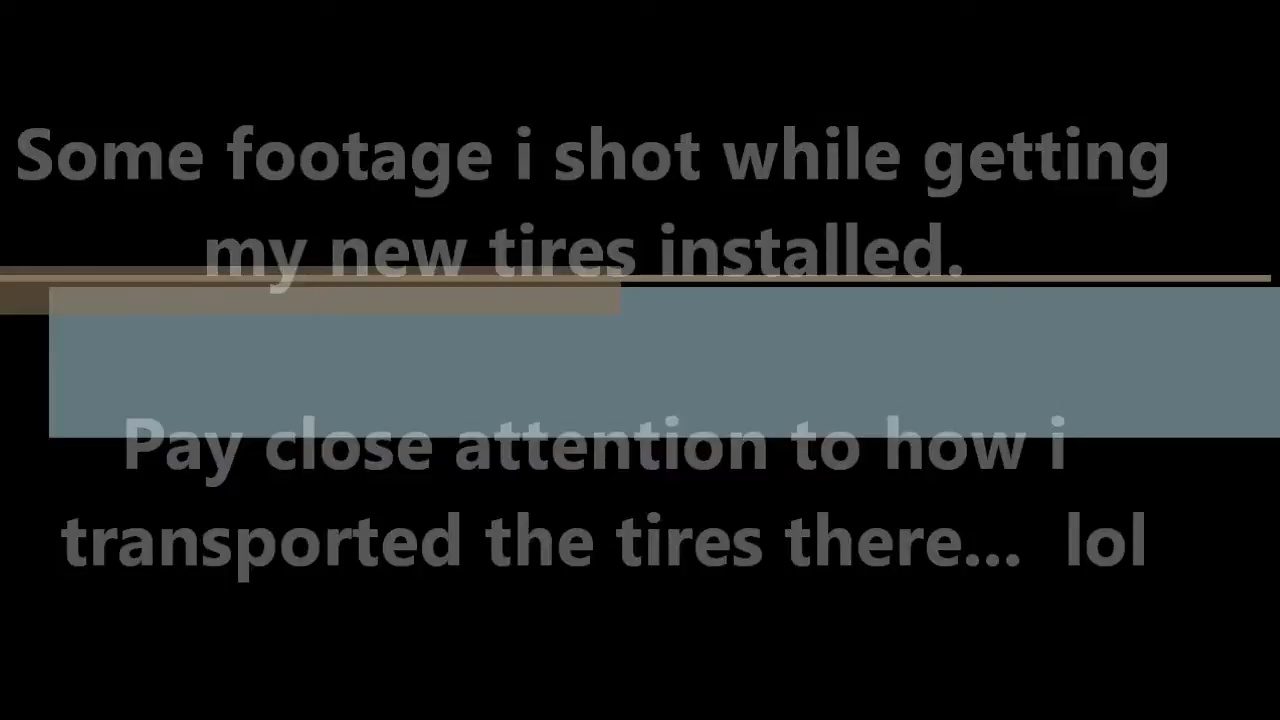 Some footage i shot while getting
my new tires installed.
Pay close attention to how i
transported the tires there... lol